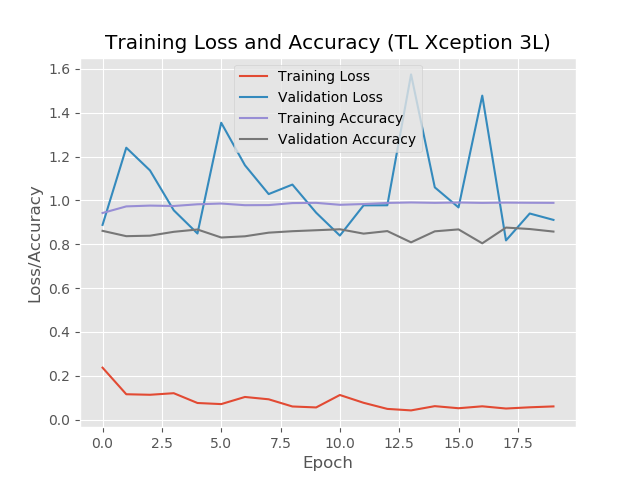 Training Loss and Accuracy (TL Xception 3L)
Training Loss
Validation Loss
Training Accuracy
Validation Accuracy
1.6
1.4
1.2
1.0
0.8
0.6
0.4
0.2
0.0
Loss/Accuracy
0.0 2.5 5.0 7.5 10.0 12.5 15.0 17.5
Epoch